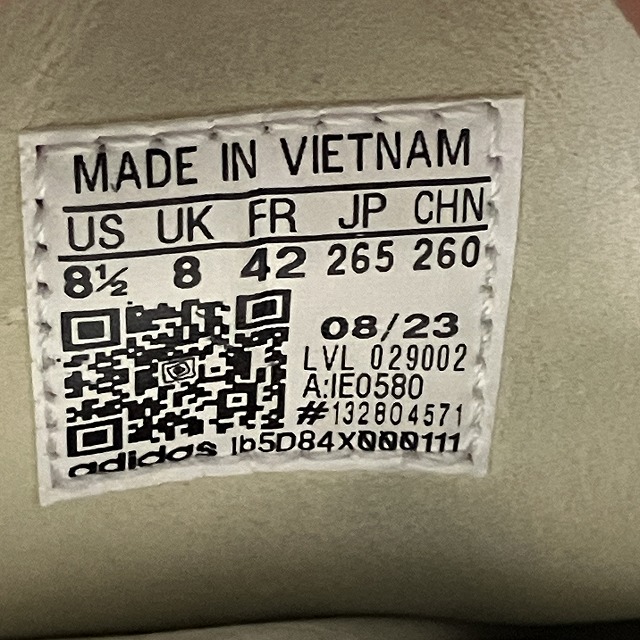 MADE IN VIETNAM
US UK FR JP CHN
8½ 8 42 265 260
08/23
LVL 029002
A:IE0580
#132804571
adidas Ib5D84X000111